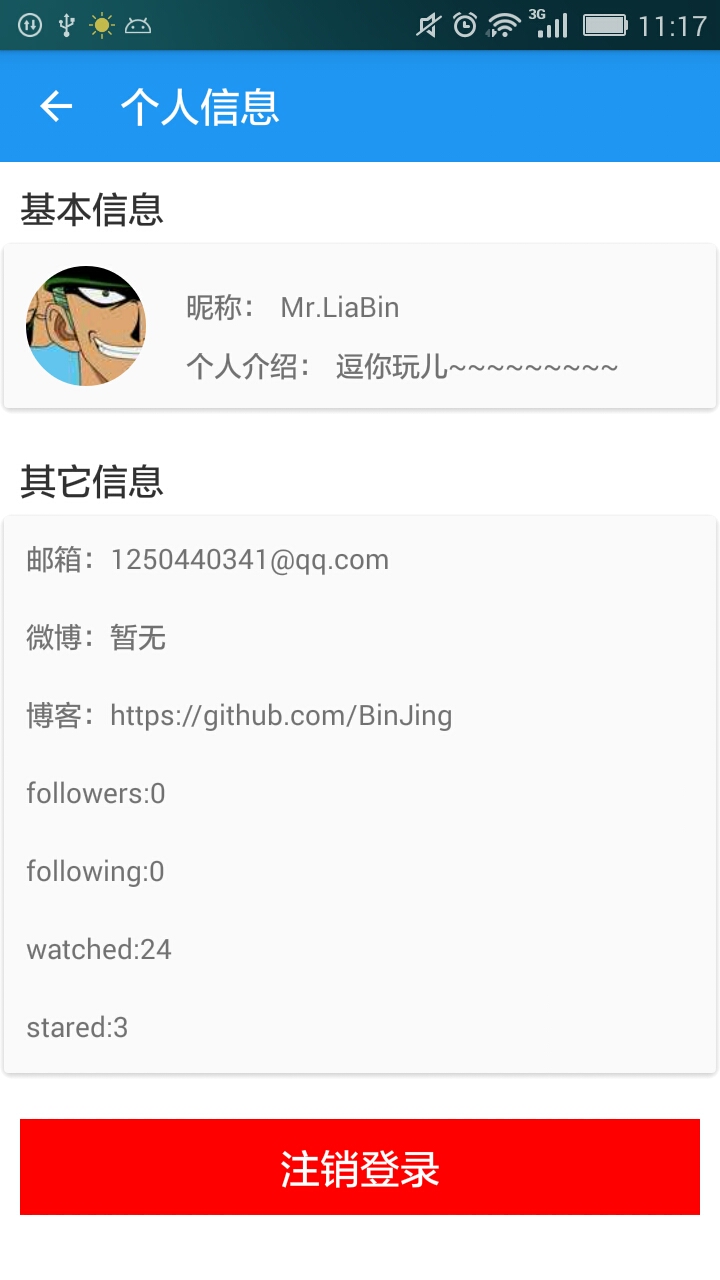 3G 11:17
个人信息
基本信息
昵称： Mr.LiaBin
个人介绍： 逗你玩儿~~~~~~~~~
其它信息
邮箱：1250440341@qq.com
微博：暂无
博客：https://github.com/BinJing
followers:0
following:0
watched:24
stared:3
注销登录